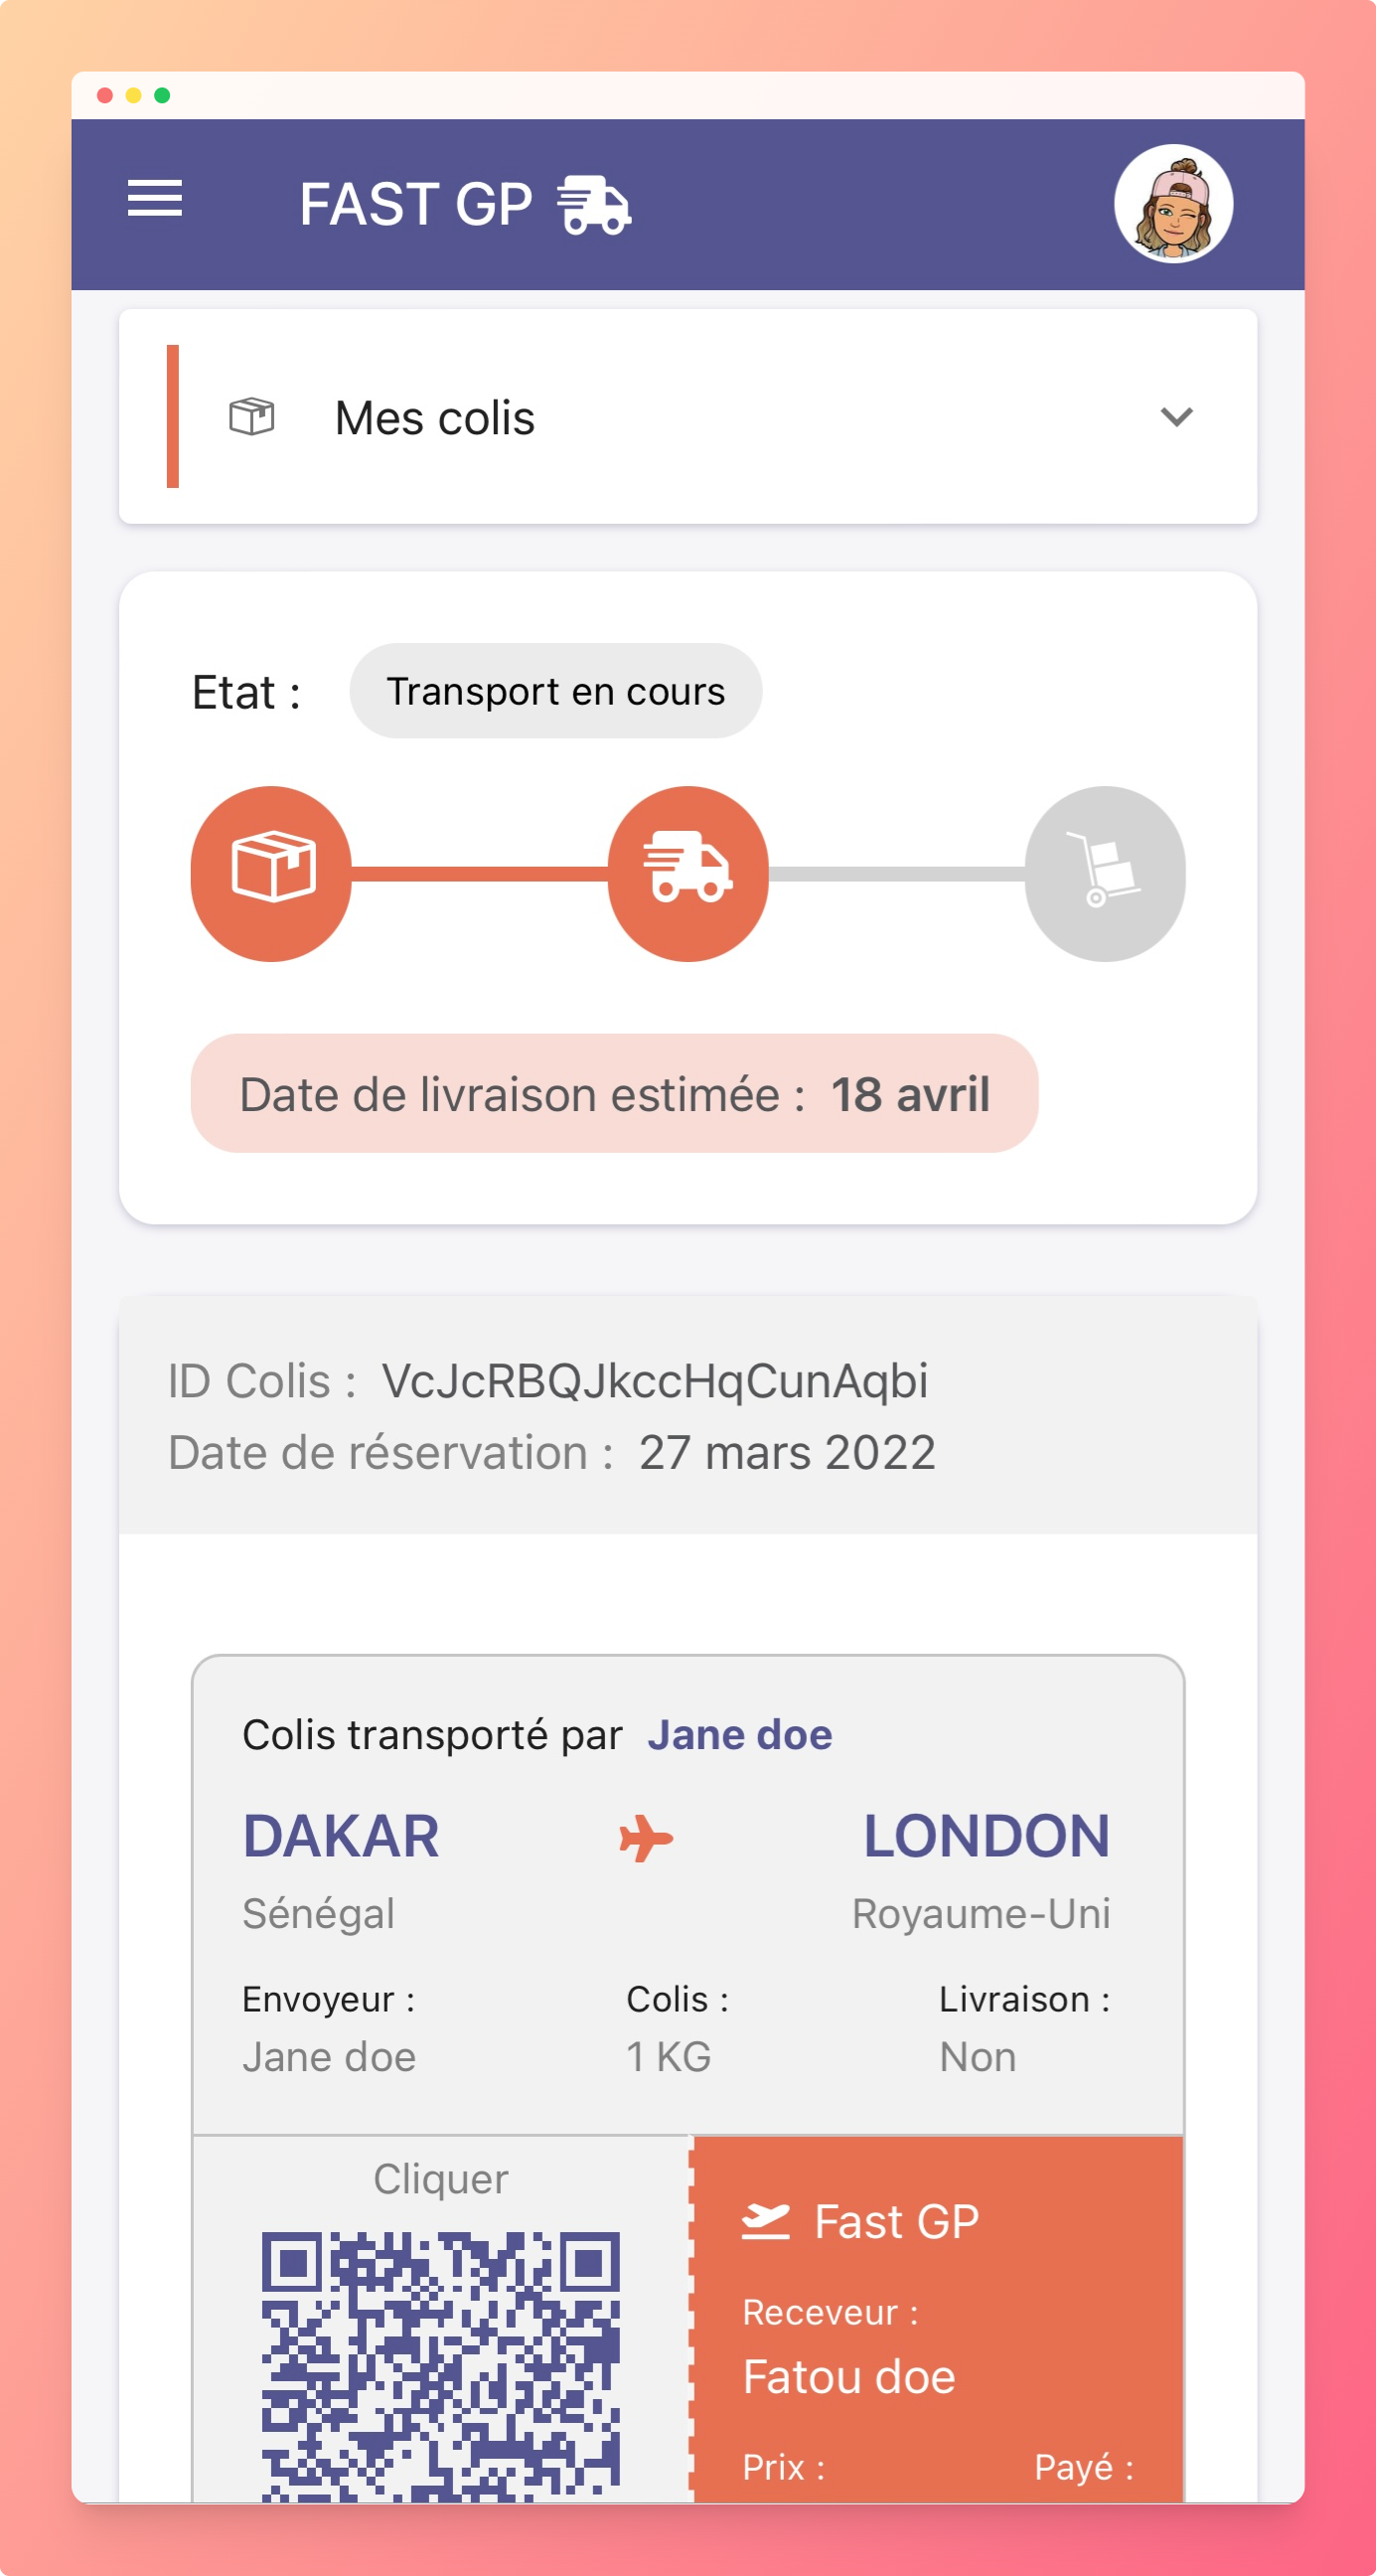 FAST GP
Mes colis
Etat : Transport en cours
Date de livraison estimée : 18 avril
ID Colis : VcJcRBQJkccHqCunAqbi
Date de réservation : 27 mars 2022
Colis transporté par Jane doe
DAKAR LONDON
Sénégal Royaume-Uni
Envoyeur : Colis : Livraison :
Jane doe 1 KG Non
Cliquer
Fast GP
Receveur :
Fatou doe
Prix : Payé :